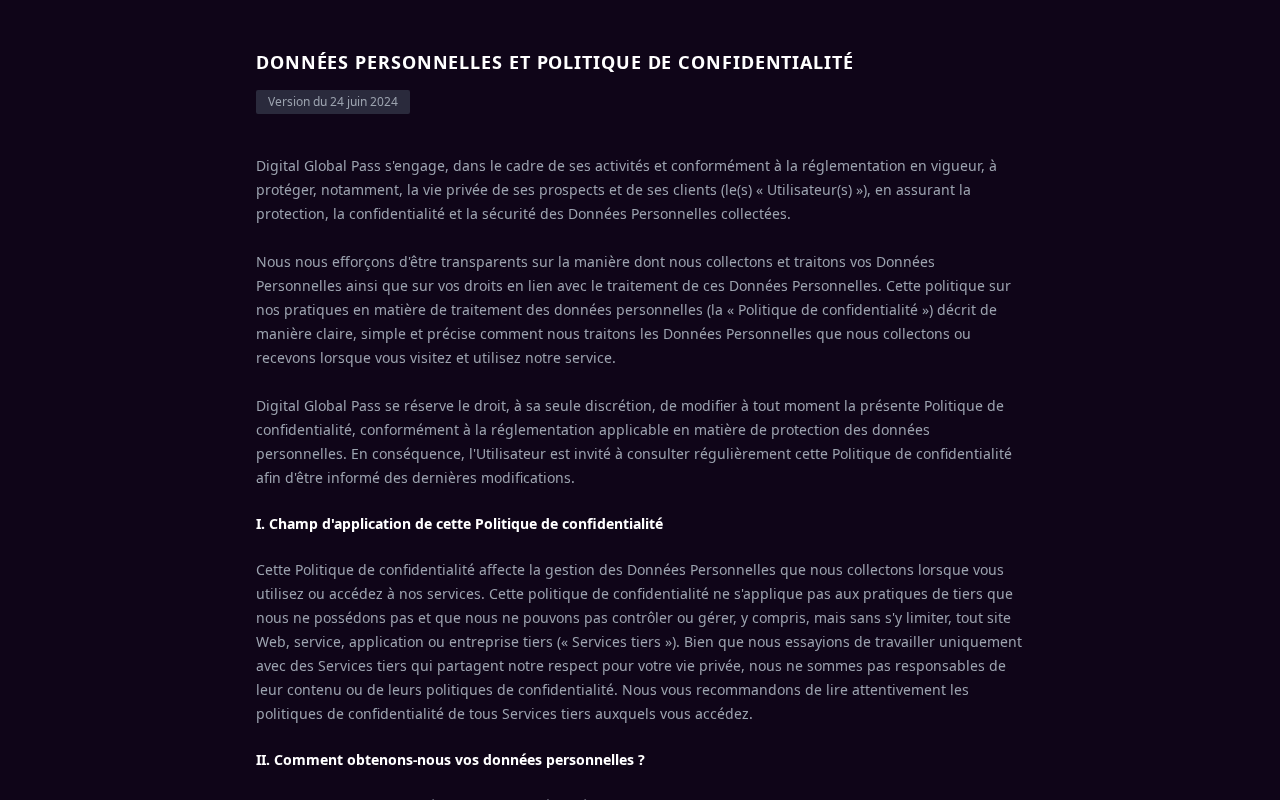 DONNÉES PERSONNELLES ET POLITIQUE DE CONFIDENTIALITÉ
Version du 24 juin 2024
Digital Global Pass s'engage, dans le cadre de ses activités et conformément à la réglementation en vigueur, à
protéger, notamment, la vie privée de ses prospects et de ses clients (le(s) « Utilisateur(s) »), en assurant la
protection, la confidentialité et la sécurité des Données Personnelles collectées.
Nous nous efforçons d'être transparents sur la manière dont nous collectons et traitons vos Données
Personnelles ainsi que sur vos droits en lien avec le traitement de ces Données Personnelles. Cette politique sur
nos pratiques en matière de traitement des données personnelles (la « Politique de confidentialité ») décrit de
manière claire, simple et précise comment nous traitons les Données Personnelles que nous collectons ou
recevons lorsque vous visitez et utilisez notre service.
Digital Global Pass se réserve le droit, à sa seule discrétion, de modifier à tout moment la présente Politique de
confidentialité, conformément à la réglementation applicable en matière de protection des données
personnelles. En conséquence, l'Utilisateur est invité à consulter régulièrement cette Politique de confidentialité
afin d'être informé des dernières modifications.
I. Champ d'application de cette Politique de confidentialité
Cette Politique de confidentialité affecte la gestion des Données Personnelles que nous collectons lorsque vous
utilisez ou accédez à nos services. Cette politique de confidentialité ne s'applique pas aux pratiques de tiers que
nous ne possédons pas et que nous ne pouvons pas contrôler ou gérer, y compris, mais sans s'y limiter, tout site
Web, service, application ou entreprise tiers (« Services tiers »). Bien que nous essayions de travailler uniquement
avec des Services tiers qui partagent notre respect pour votre vie privée, nous ne sommes pas responsables de
leur contenu ou de leurs politiques de confidentialité. Nous vous recommandons de lire attentivement les
politiques de confidentialité de tous Services tiers auxquels vous accédez.
II. Comment obtenons-nous vos données personnelles ?